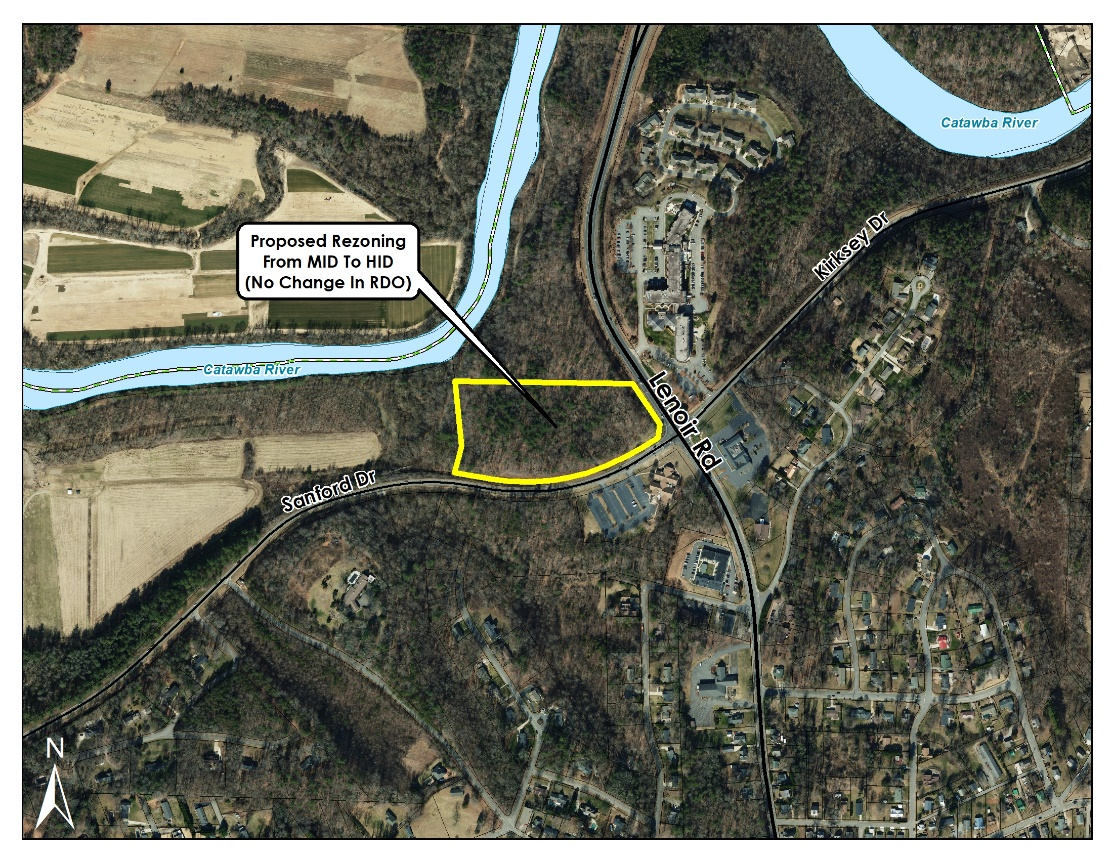 Catawba River
Kirksey Dr
Proposed Rezoning
From MID To HID
(No Change In RDO)
Catawba River
Lenoir Rd
Sanford Dr
N